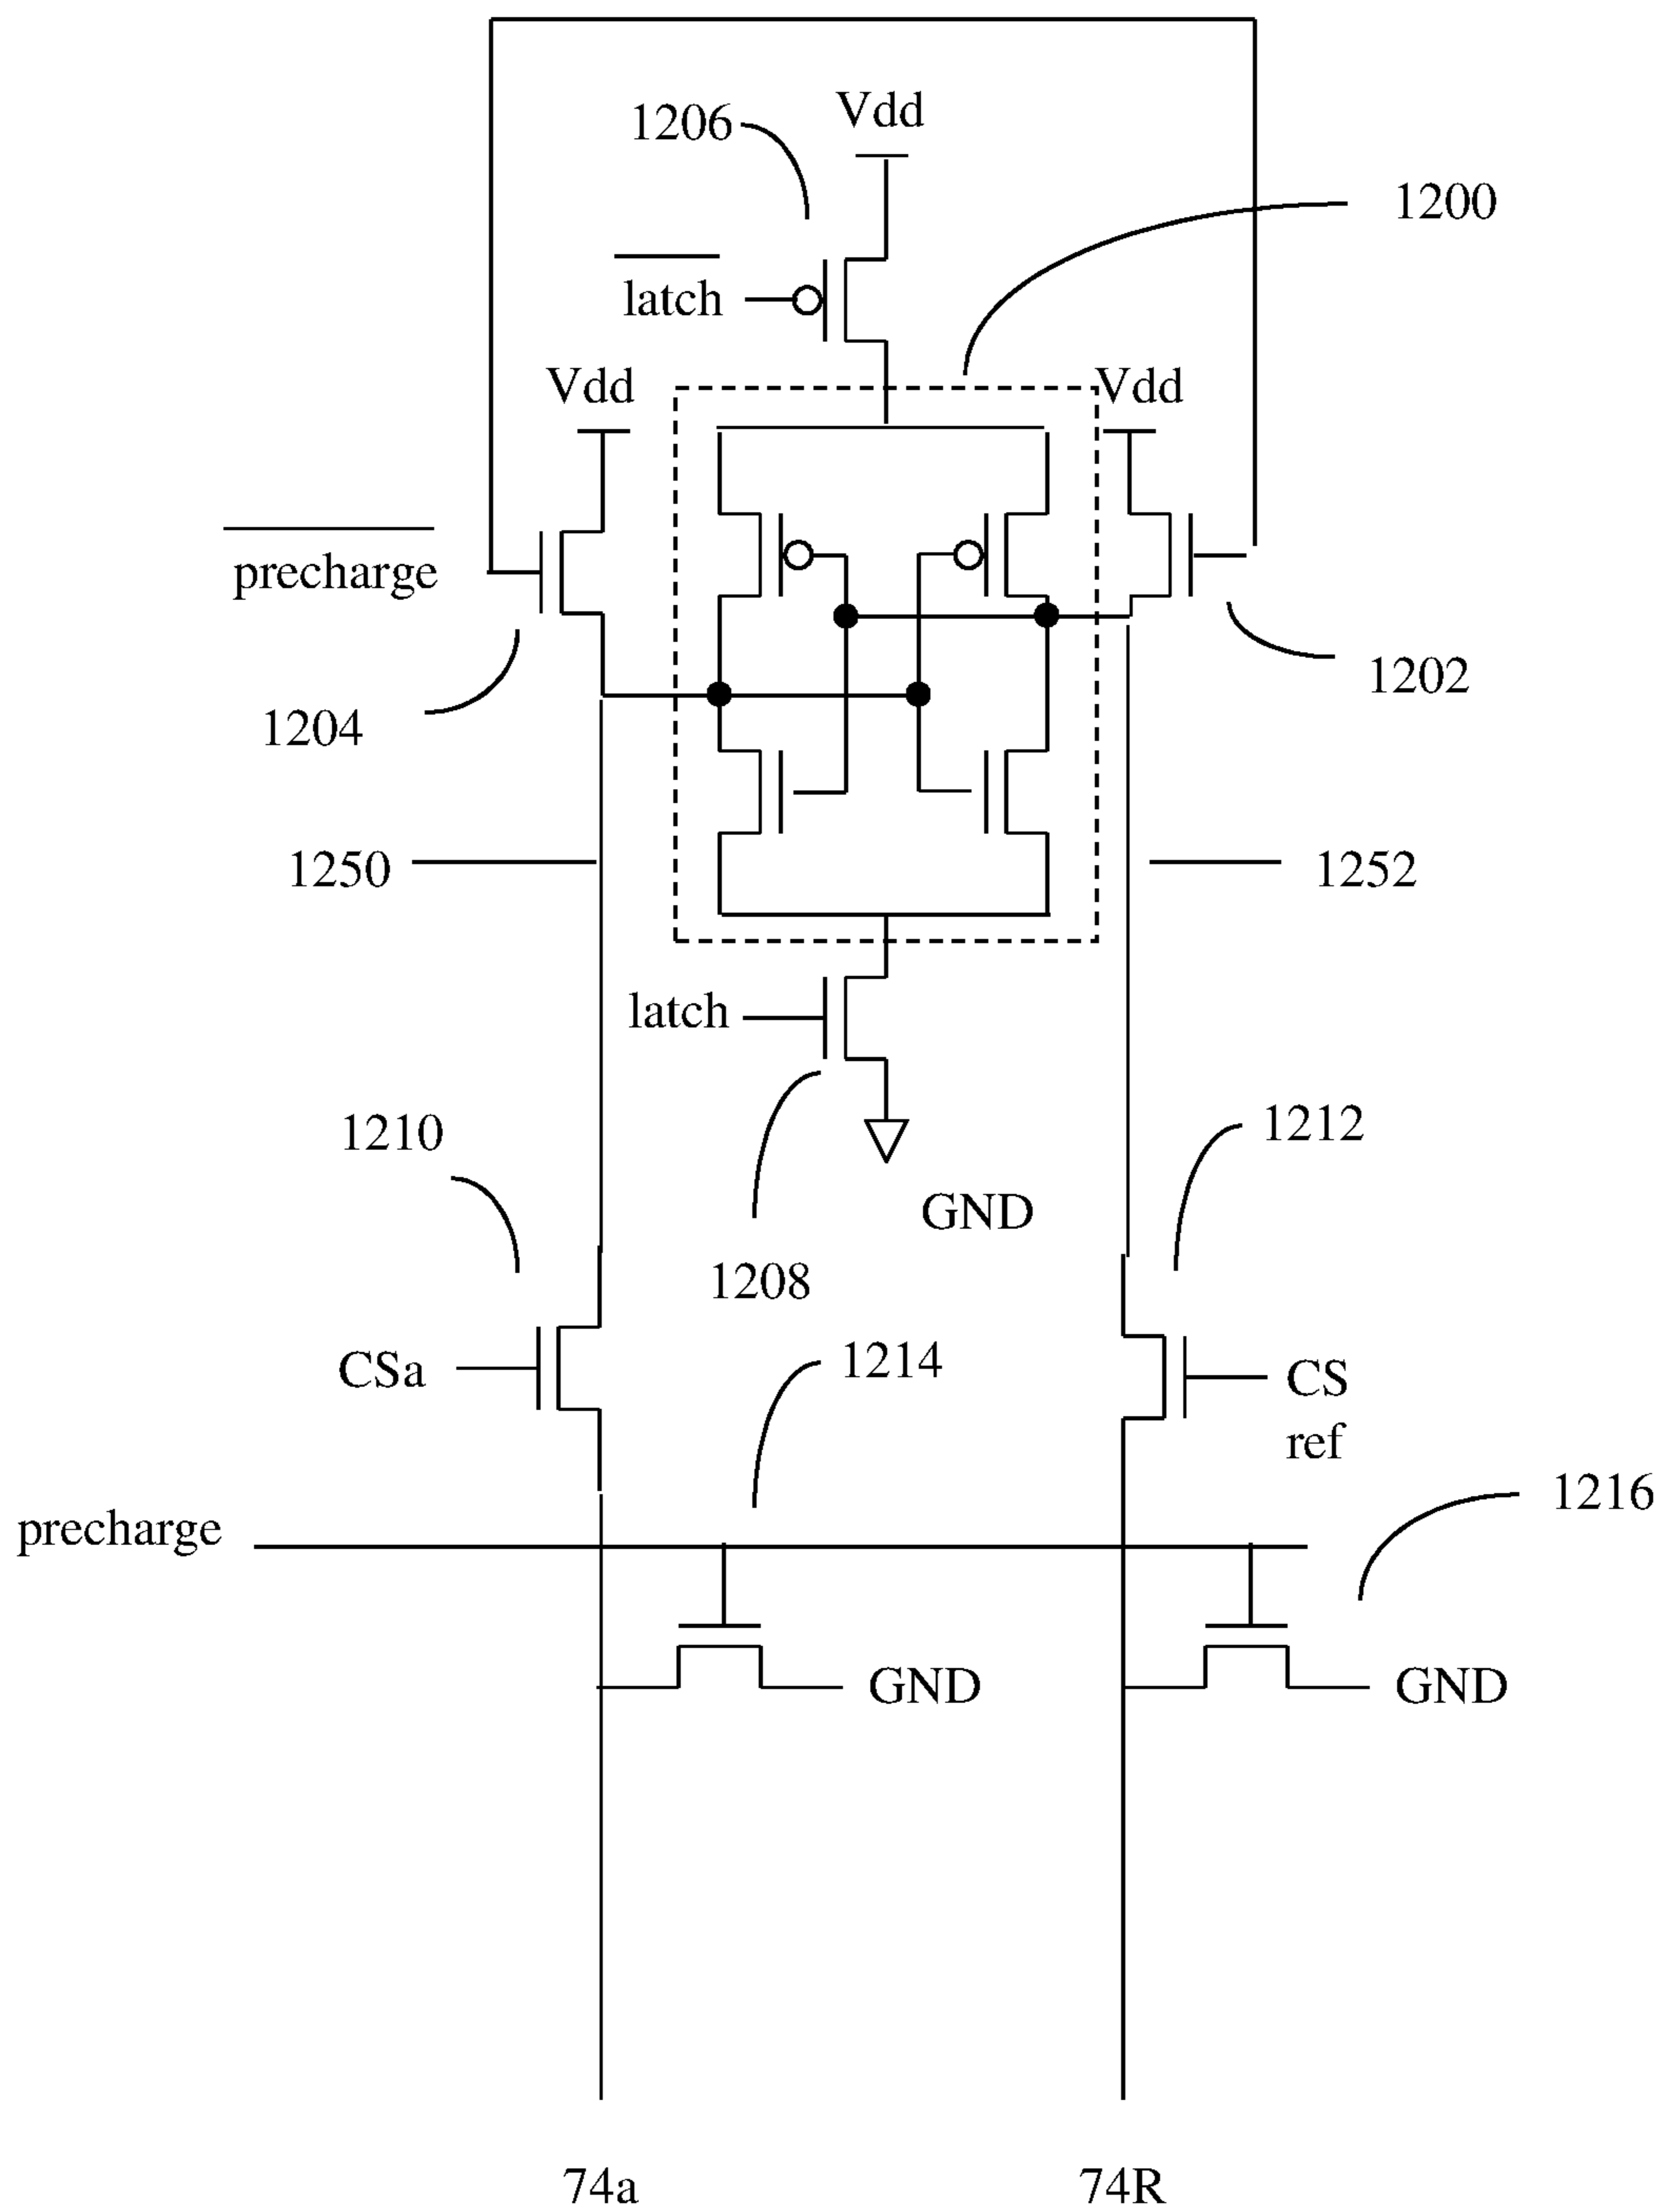 Vdd
1206
1200
latch
Vdd
Vdd
precharge
1202
1204
1250
1252
latch
1210
1212
GND
1208
1214
CSa
CS
ref
1216
precharge
GND
GND
74a
74R